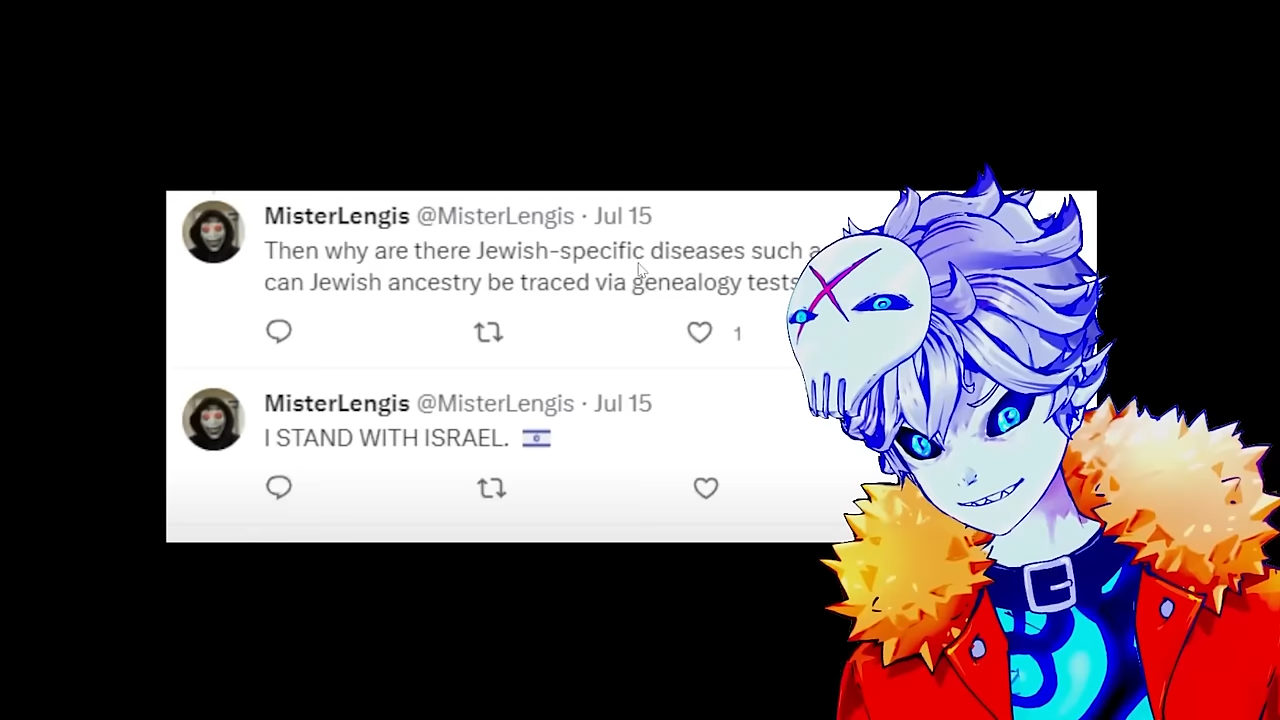 MisterLengis @MisterLengis · Jul 15
Then why are there Jewish-specific diseases such
can Jewish ancestry be traced via genealogy tests
1
MisterLengis @MisterLengis · Jul 15
I STAND WITH ISRAEL.